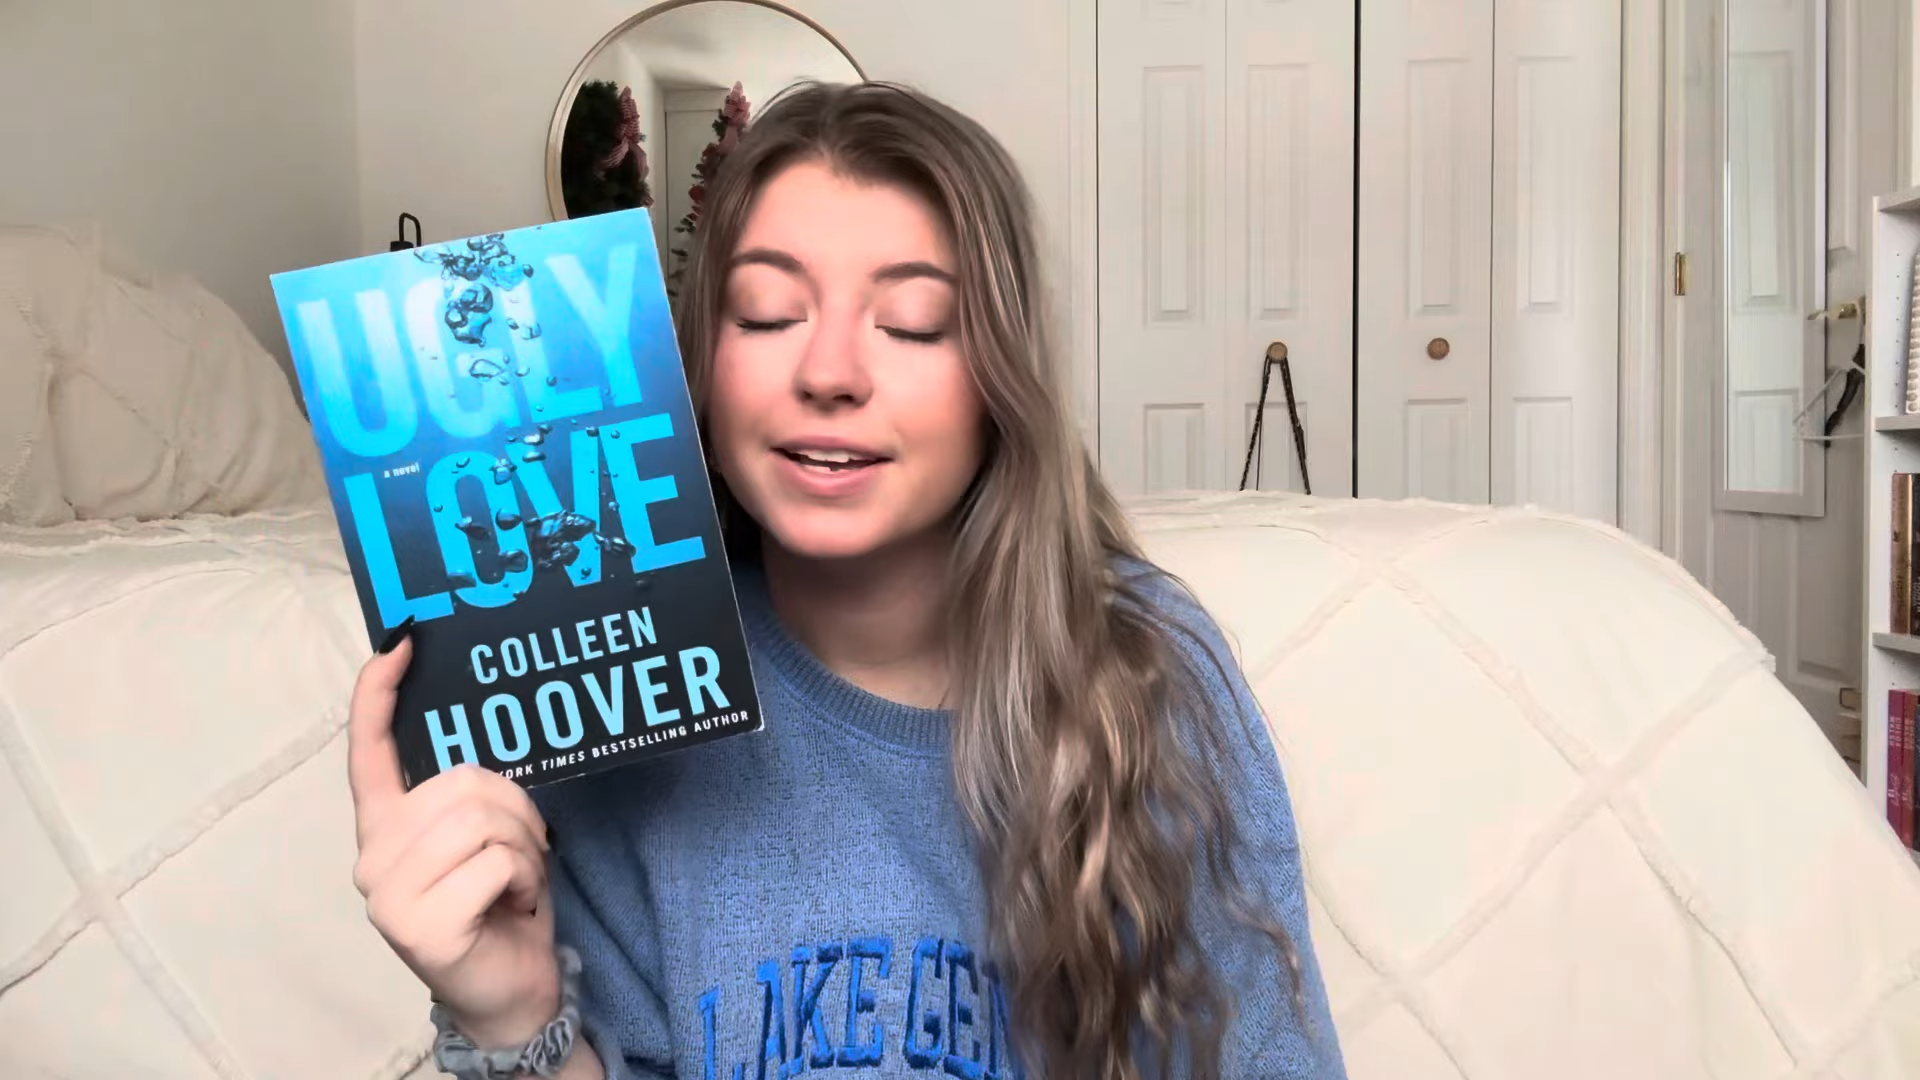 UGLY
a novel
LOVE
COLLEEN
HOOVER
YORK TIMES BESTSELLING AUTHOR
LAKE GEN